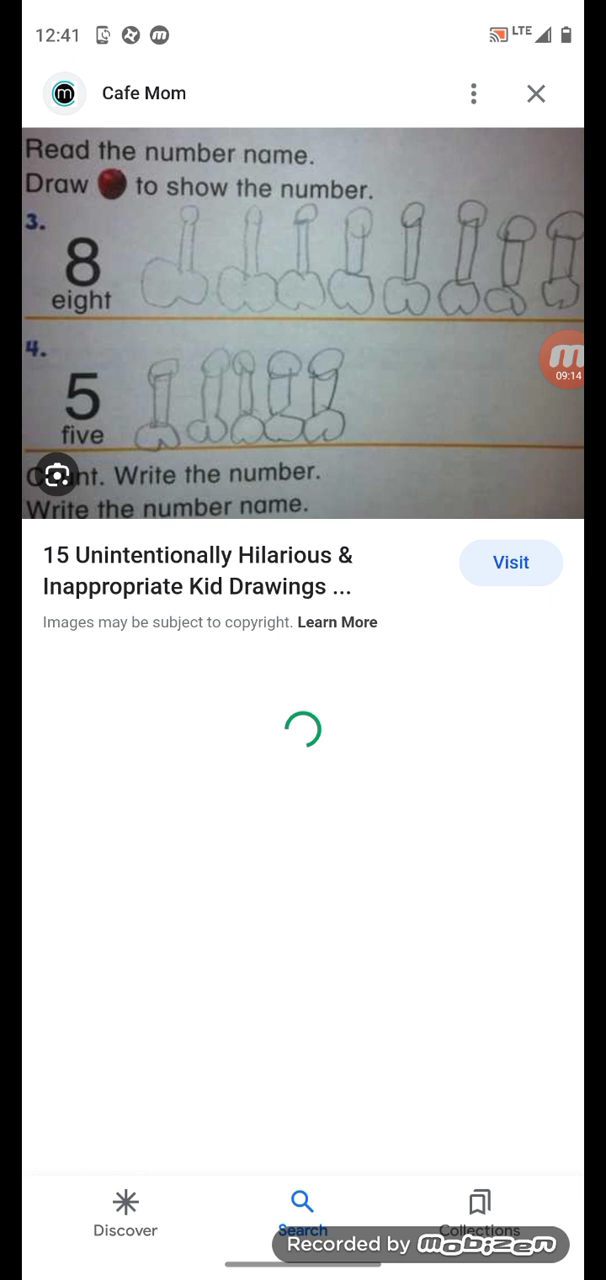 12:41
LTE
Cafe Mom
Read the number name.
Draw to show the number.
3.
8
eight
4.
09:14
5
five
nt. Write the number.
Write the number name.
15 Unintentionally Hilarious &
Inappropriate Kid Drawings ...
Visit
Images may be subject to copyright. Learn More
Discover
Search
Collections
Recorded by mobizen